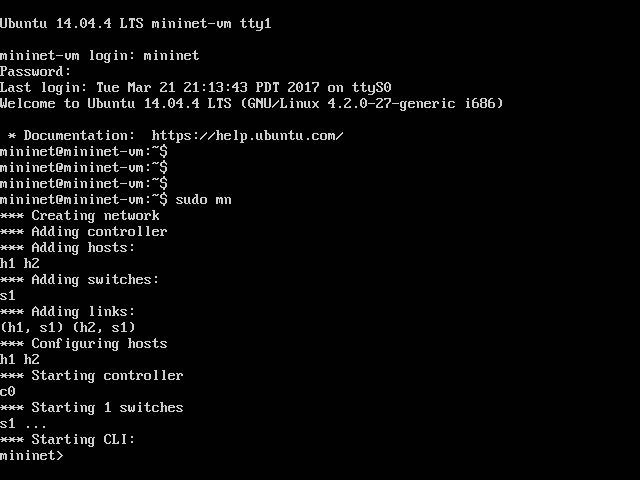 Ubuntu 14.04.4 LTS mininet-vm tty1
mininet-vm login: mininet
Password:
Last login: Tue Mar 21 21:13:43 PDT 2017 on ttyS0
Welcome to Ubuntu 14.04.4 LTS (GNU/Linux 4.2.0-27-generic i686)
* Documentation:  https://help.ubuntu.com/
mininet@mininet-vm:~$
mininet@mininet-vm:~$
mininet@mininet-vm:~$
mininet@mininet-vm:~$ sudo mn
*** Creating network
*** Adding controller
*** Adding hosts:
h1 h2
*** Adding switches:
s1
*** Adding links:
(h1, s1) (h2, s1)
*** Configuring hosts
h1 h2
*** Starting controller
c0
*** Starting 1 switches
s1 ...
*** Starting CLI:
mininet>